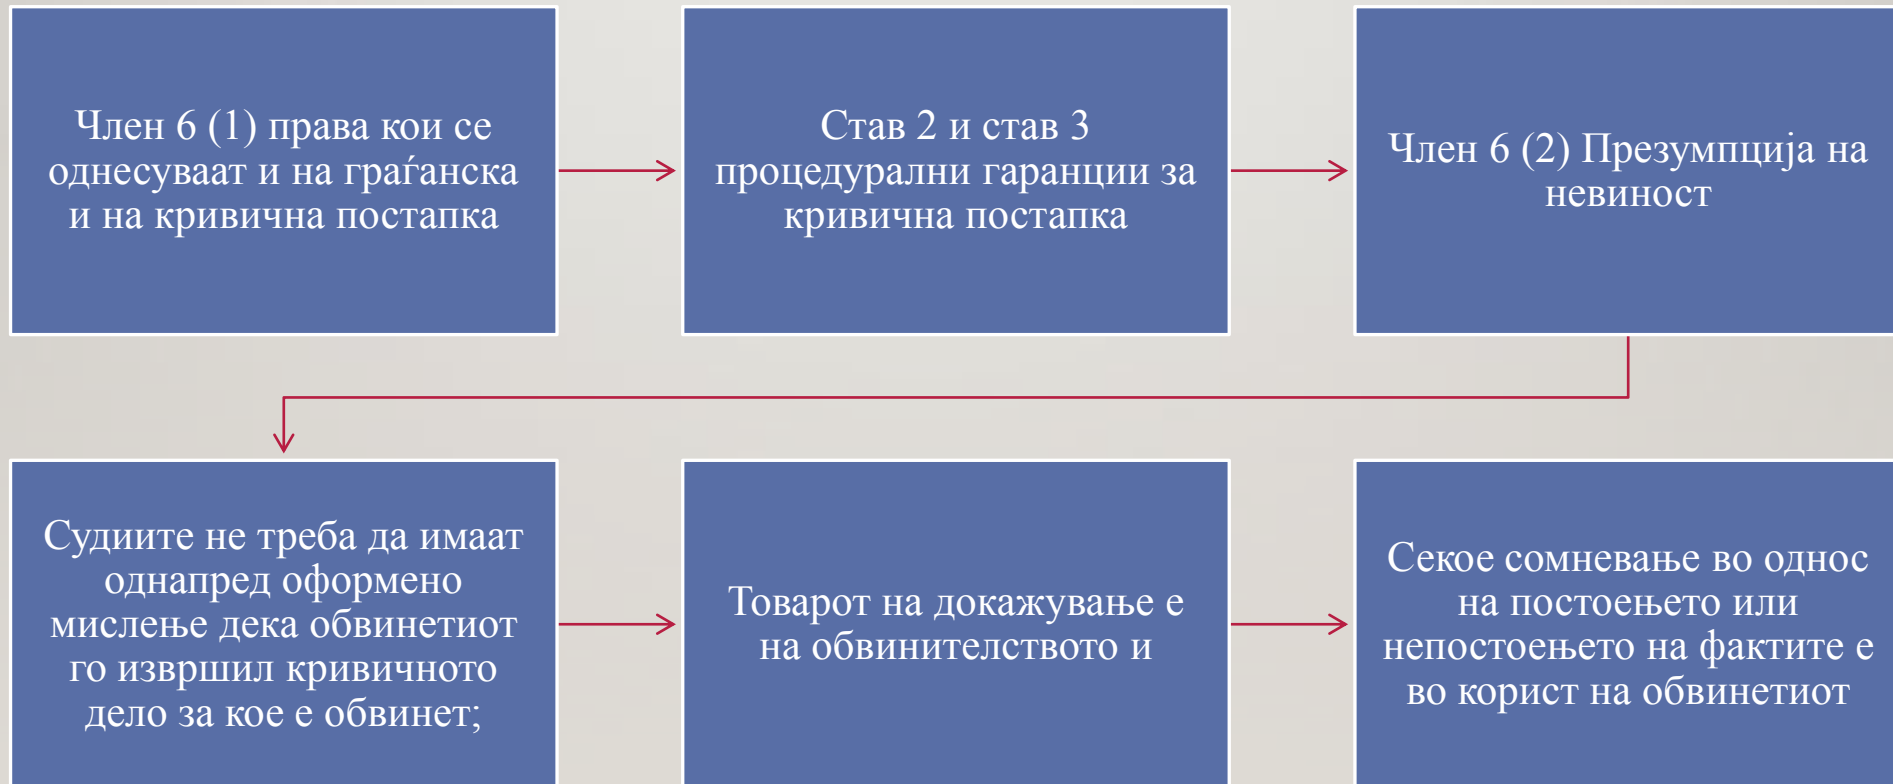 Член 6 (1) права кои се
однесуваат и на граѓанска
и на кривична постапка
Став 2 и став 3
процедурални гаранции за
кривична постапка
Член 6 (2) Презумпција на
невиност
Судиите не треба да имаат
однапред оформено
мислење дека обвинетиот
го извршил кривичното
дело за кое е обвинет;
Товарот на докажување е
на обвинителството и
Секое сомневање во однос
на постоењето или
непостоењето на фактите е
во корист на обвинетиот